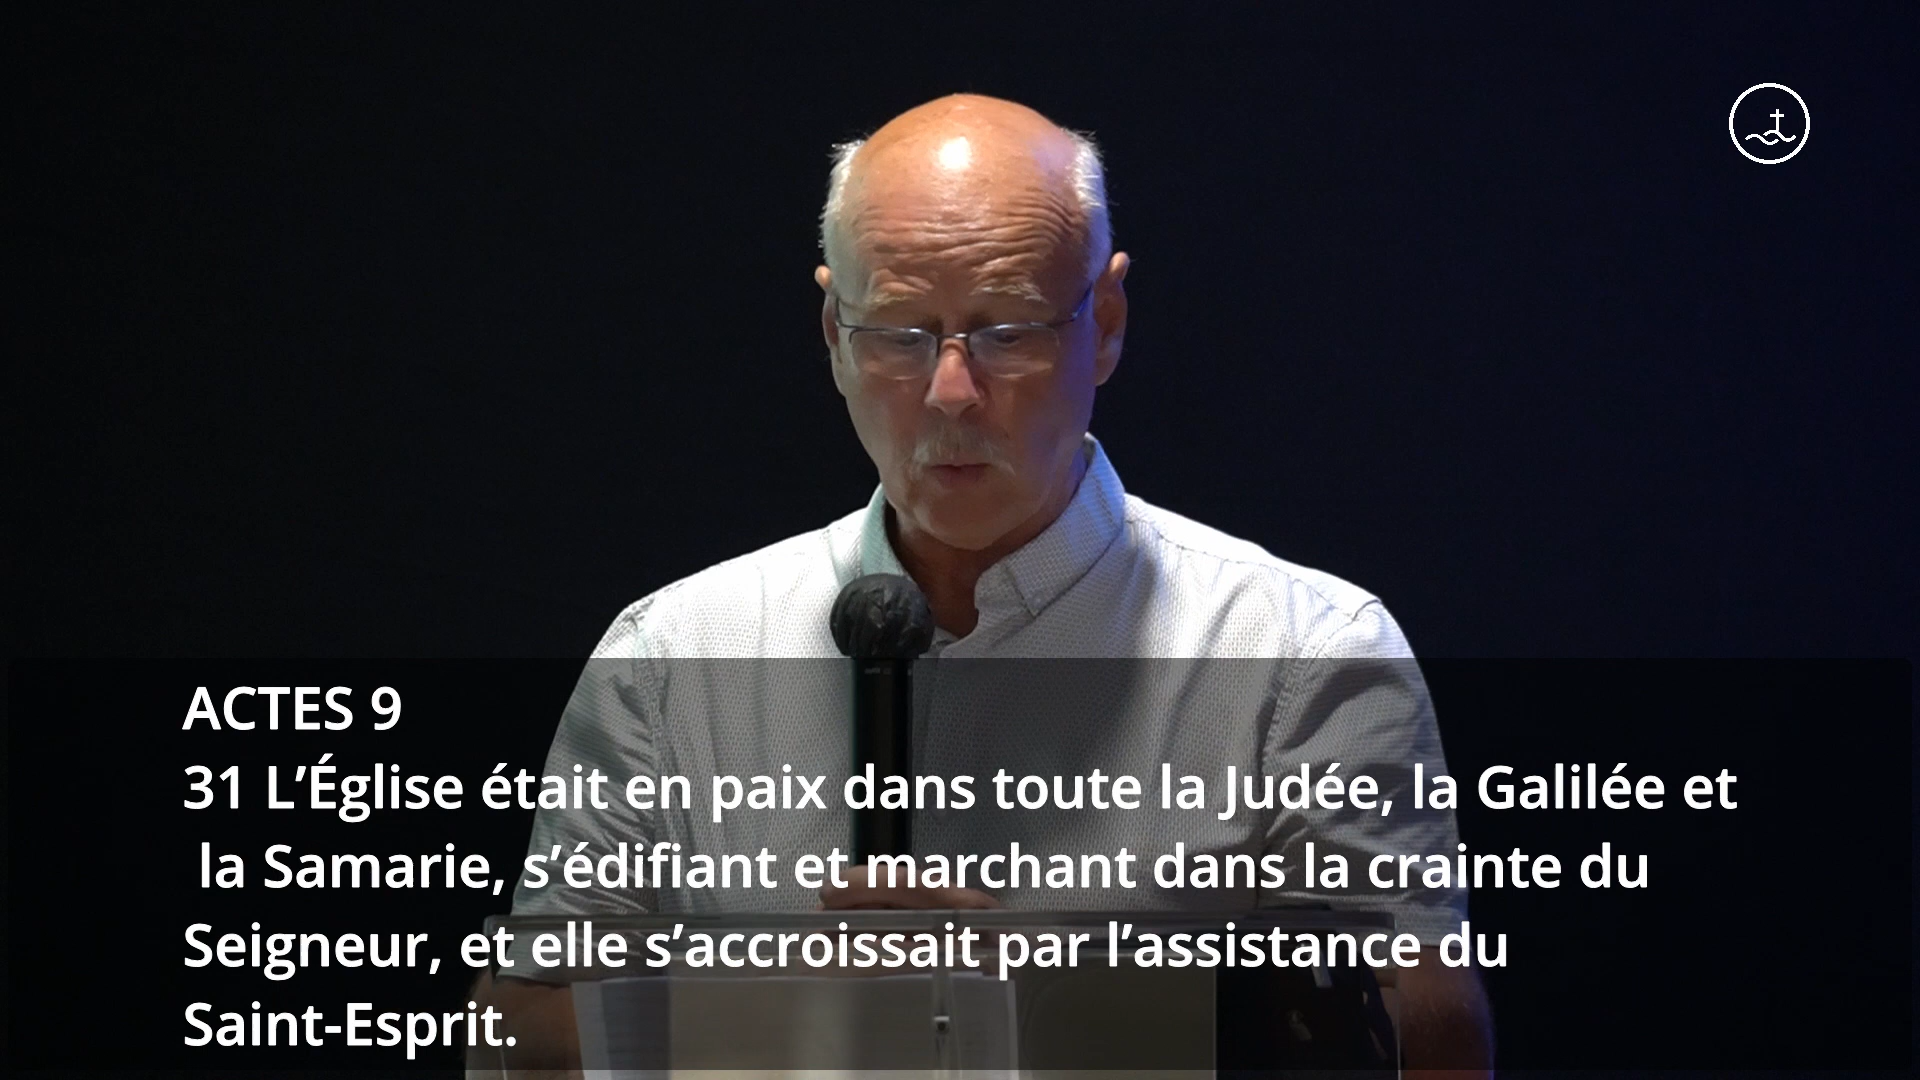 ACTES 9
31 L’Église était en paix dans toute la Judée, la Galilée et
la Samarie, s’édifiant et marchant dans la crainte du
Seigneur, et elle s’accroissait par l’assistance du
Saint-Esprit.